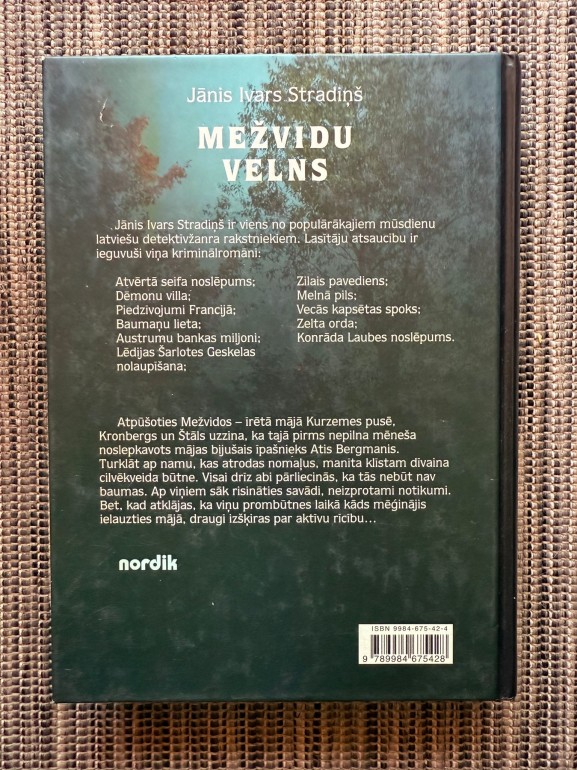 Jānis Ivars Stradiņš
MEŽVIDU
VELNS
Jānis Ivars Stradiņš ir viens no populārākajiem mūsdienu
latviešu detektīvžanra rakstniekiem. Lasītāju atsaucību ir
ieguvuši viņa kriminālromāni:
Atvērtā seifa noslēpums;
Dēmonu villa;
Piedzīvojumi Francijā;
Baumaņu lieta;
Austrumu bankas miljoni;
Lēdijas Šarlotes Geskelas
nolaupīšana;
Zilais pavediens;
Melnā pils;
Vecās kapsētas spoks;
Zelta orda;
Konrāda Laubes noslēpums.
Atpūšoties Mežvidos – īrētā mājā Kurzemes pusē,
Kronbergs un Štāls uzzina, ka tajā pirms nepilna mēneša
noslepkavots mājas bijušais īpašnieks Atis Bergmanis.
Turklāt ap namu, kas atrodas nomaļus, manīta klīstam dīvaina
cilvēkveida būtne. Visai drīz abi pārliecinās, ka tās nebūt nav
baumas. Ap viņiem sāk risināties savādi, neizprotami notikumi.
Bet, kad atklājas, ka viņu prombūtnes laikā kāds mēģinājis
ielauzties mājā, draugi izšķiras par aktīvu rīcību...
nordik
ISBN 9984-675-42-4
9 789984 675428